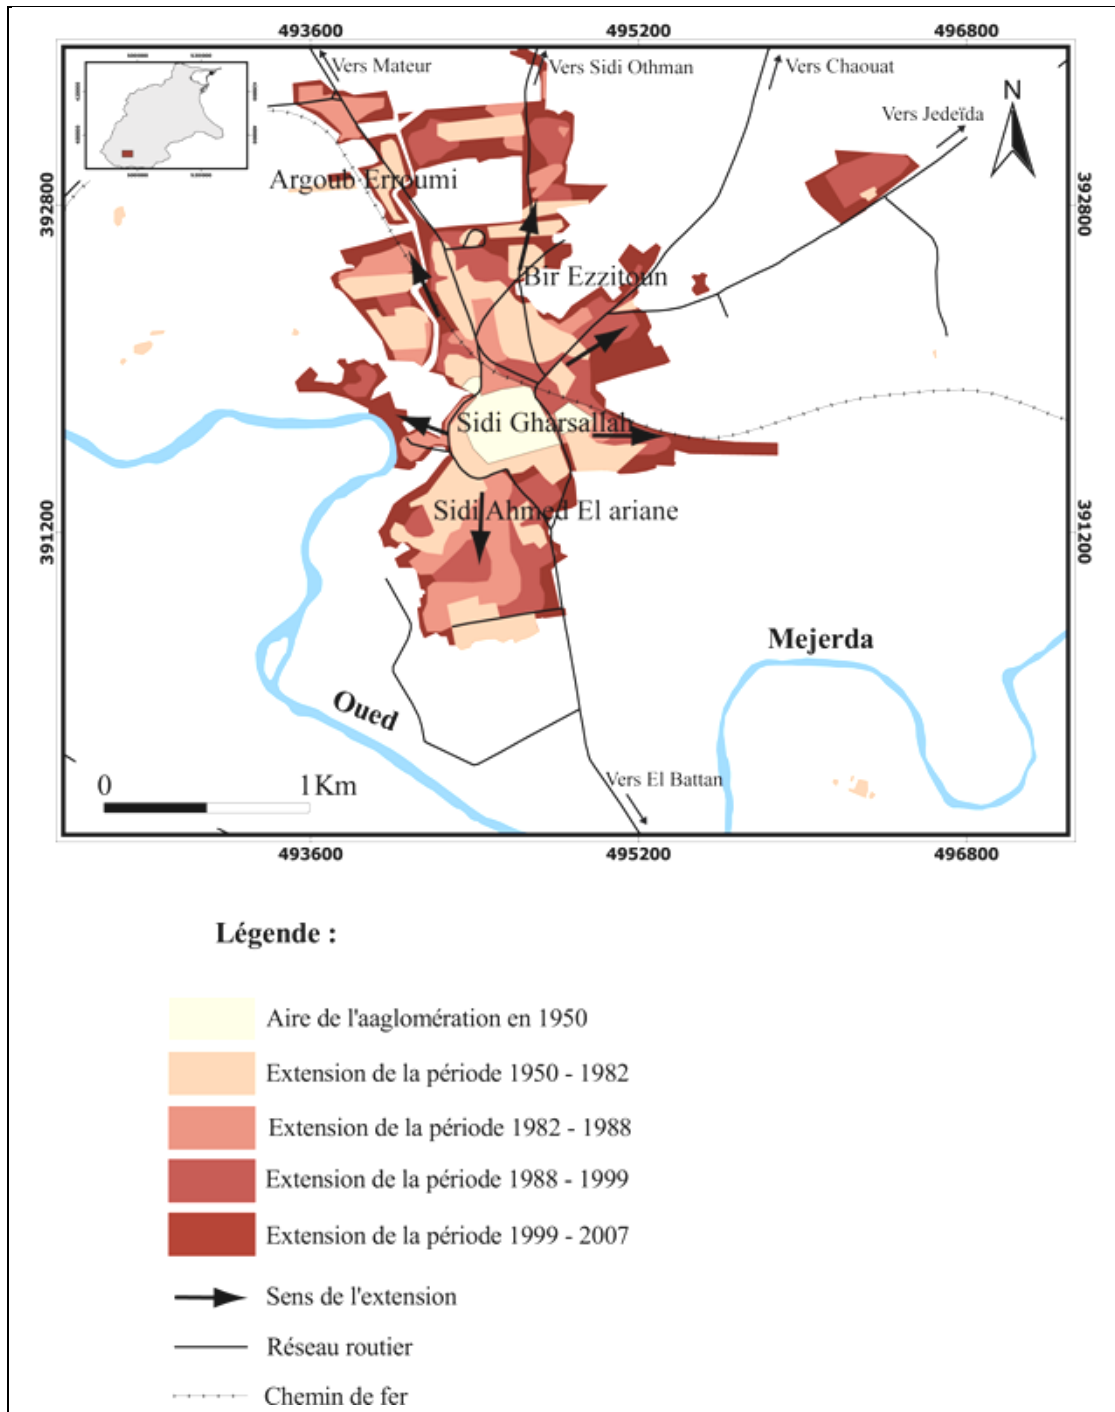 493600 495200 496800
Vers Mateur
Vers Sidi Othman
Vers Chaouat
Vers Jedeïda
N
392800
392800
Argoub Erroumi
Bir Ezzitoun
Sidi Gharsallah
Sidi Ahmed El ariane
391200
391200
Mejerda
Oued
Vers El Battan
0 1Km
493600 495200 496800
Légende :
Aire de l'aagglomération en 1950
Extension de la période 1950 - 1982
Extension de la période 1982 - 1988
Extension de la période 1988 - 1999
Extension de la période 1999 - 2007
Sens de l'extension
Réseau routier
Chemin de fer